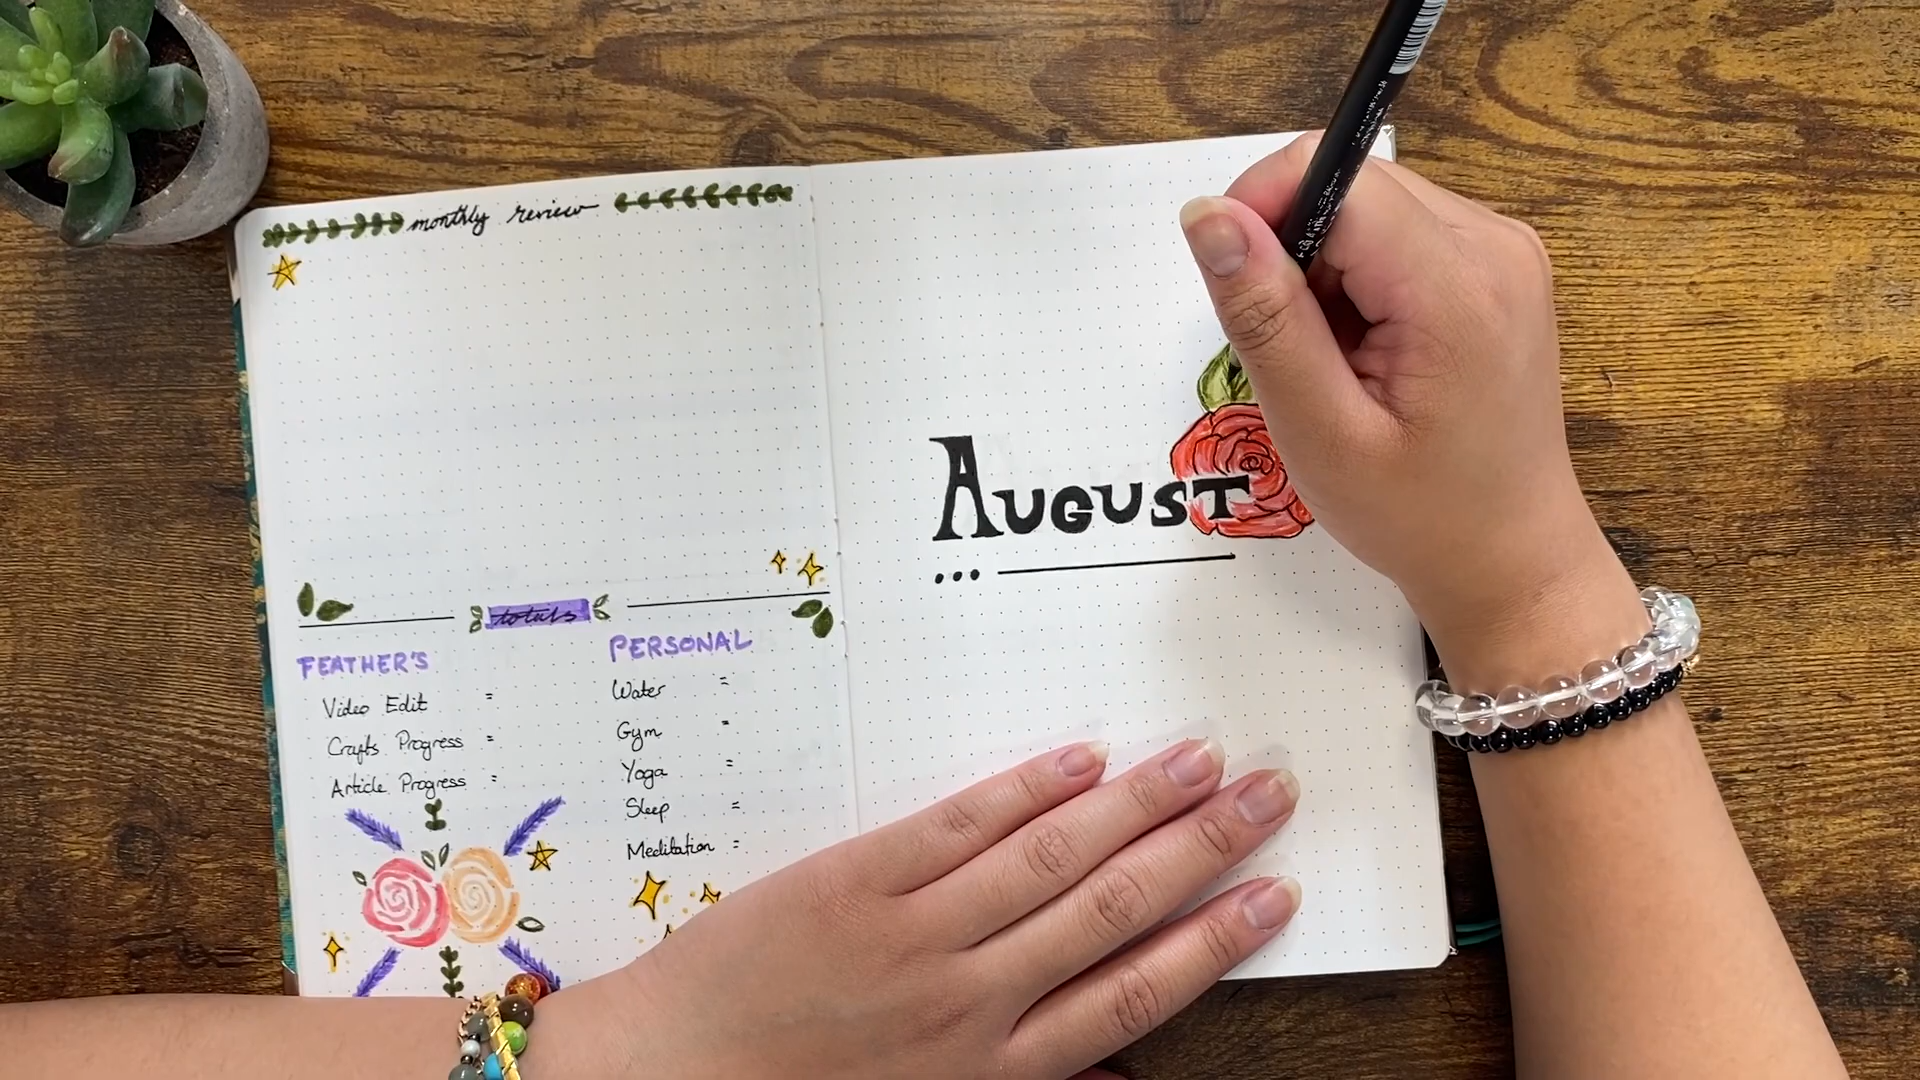 monthly review
totals
FEATHER'S
Video Edit =
Crafts Progress =
Article Progress =
PERSONAL
Water =
Gym =
Yoga =
Sleep =
Meditation =
AUGUST